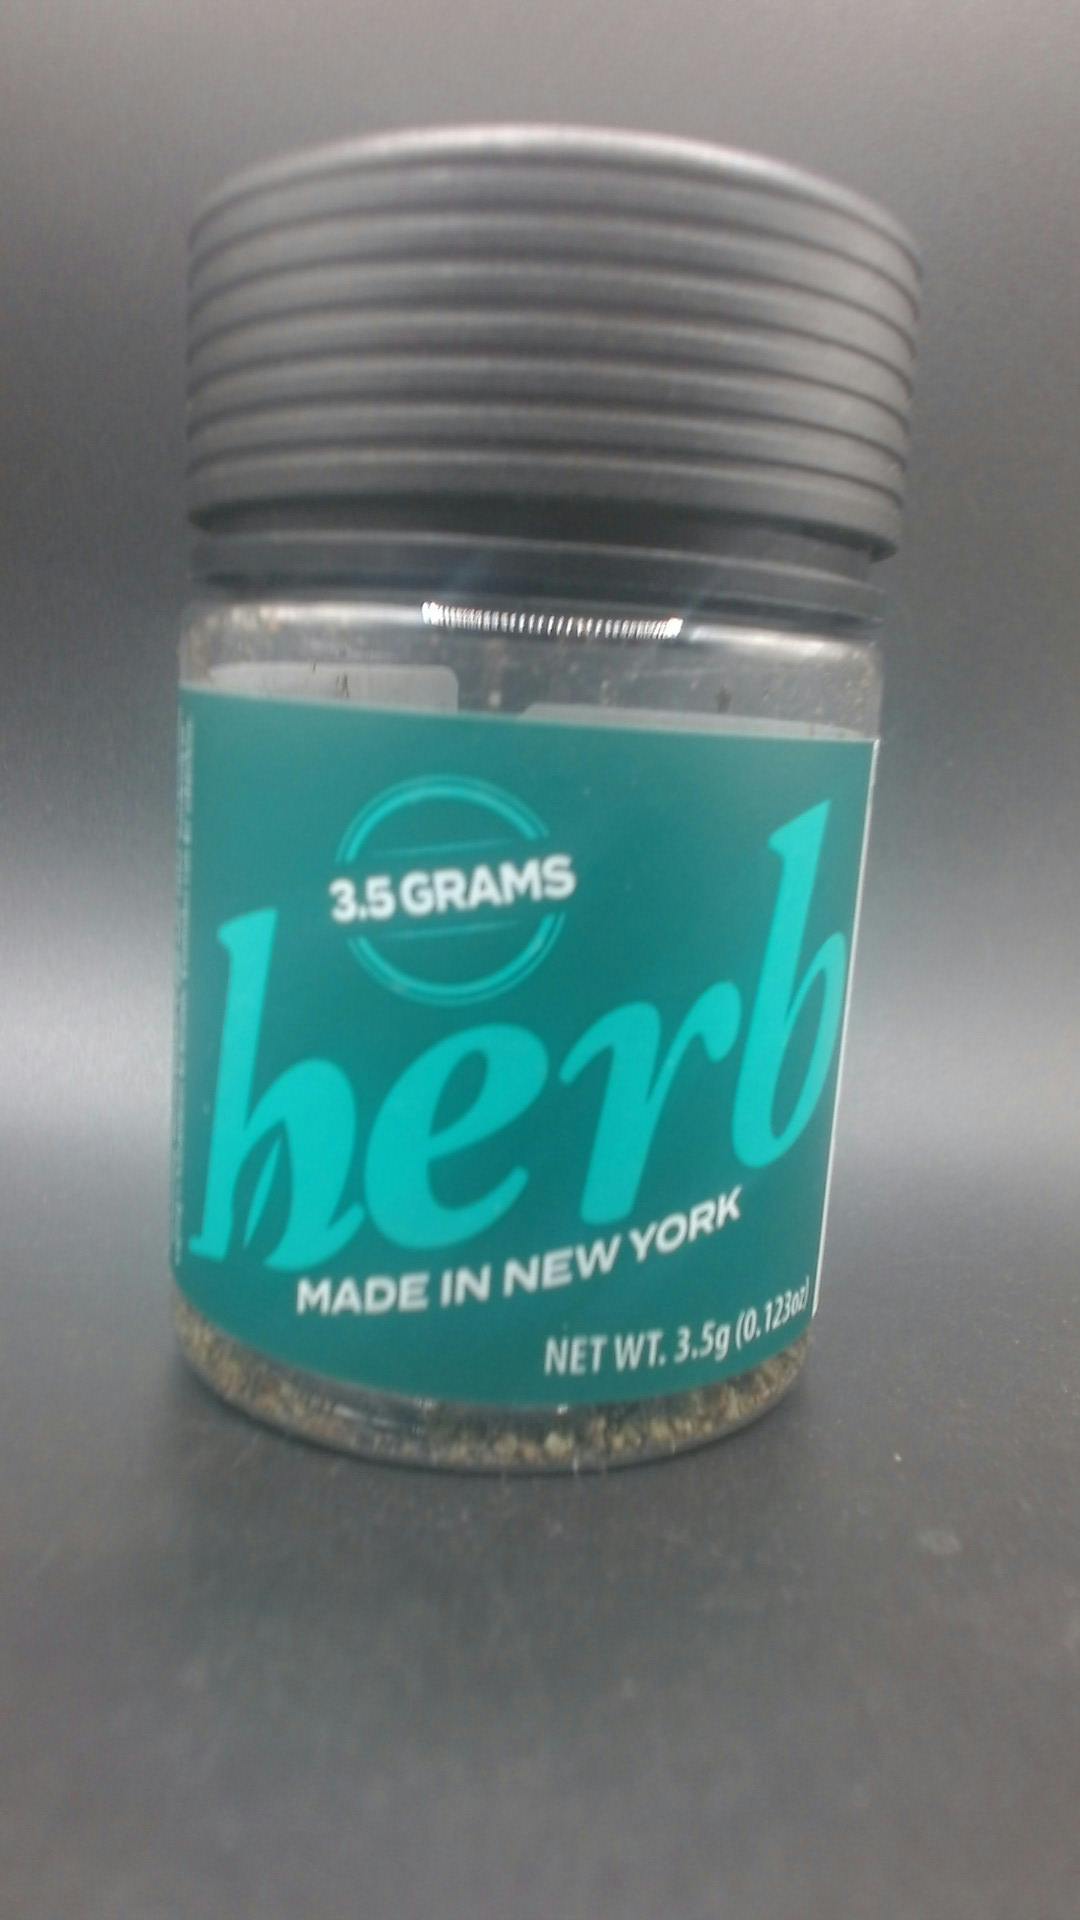 3.5 GRAMS
herb
MADE IN NEW YORK
NET WT. 3.5g (0.123oz)